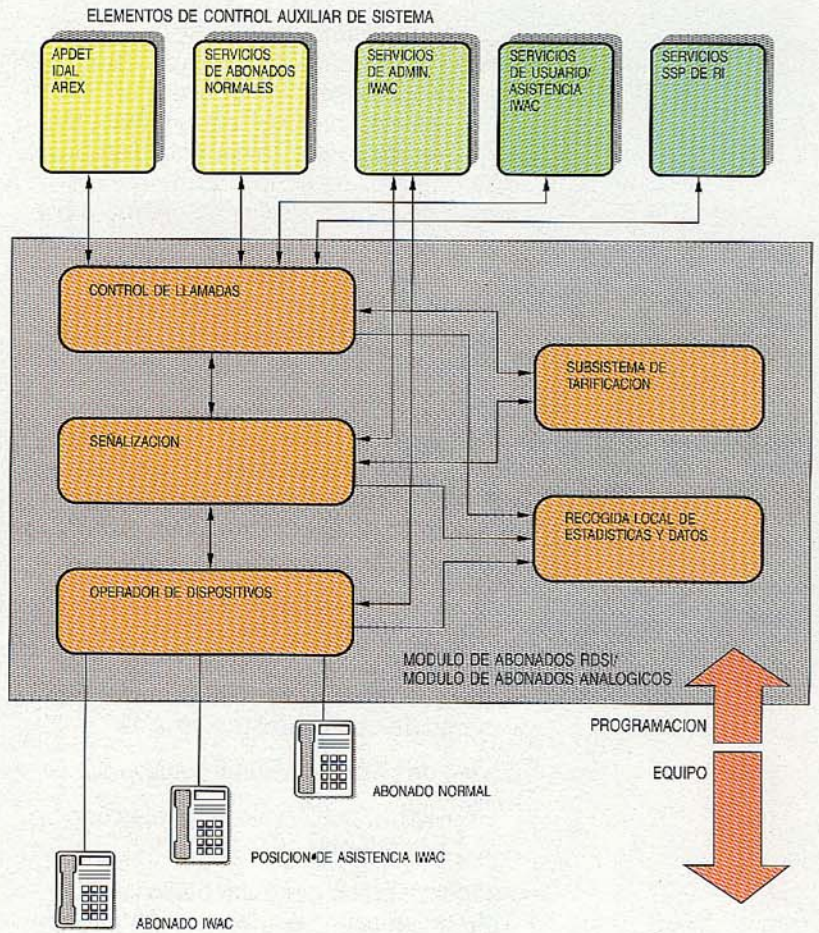 ELEMENTOS DE CONTROL AUXILIAR DE SISTEMA
APDET
IDAL
AREX
SERVICIOS
DE ABONADOS
NORMALES
SERVICIOS
DE ADMIN.
IWAC
SERVICIOS
DE USUARIO/
ASISTENCIA
IWAC
SERVICIOS
SSP DE RI
CONTROL DE LLAMADAS
SUBSISTEMA DE
TARIFICACION
SEÑALIZACION
RECOGIDA LOCAL DE
ESTADISTICAS Y DATOS
OPERADOR DE DISPOSITIVOS
MODULO DE ABONADOS RDSI/
MODULO DE ABONADOS ANALOGICOS
PROGRAMACION
EQUIPO
ABONADO NORMAL
POSICION DE ASISTENCIA IWAC
ABONADO IWAC